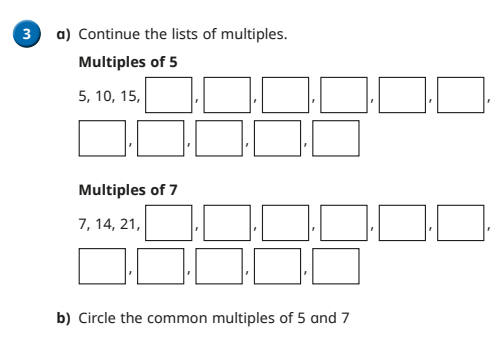 3 a) Continue the lists of multiples.
Multiples of 5
5, 10, 15, , , , , , ,
, , , ,
Multiples of 7
7, 14, 21, , , , , , ,
, , , ,
b) Circle the common multiples of 5 and 7